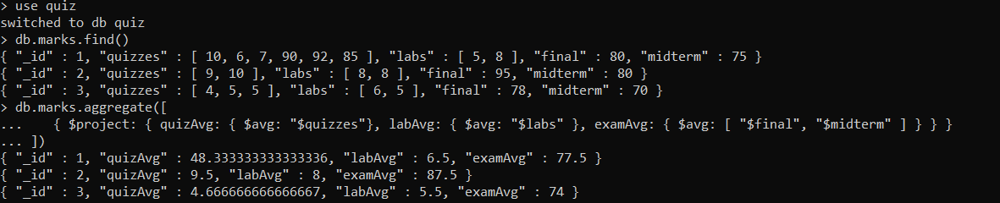 > use quiz
switched to db quiz
> db.marks.find()
{ "_id" : 1, "quizzes" : [ 10, 6, 7, 90, 92, 85 ], "labs" : [ 5, 8 ], "final" : 80, "midterm" : 75 }
{ "_id" : 2, "quizzes" : [ 9, 10 ], "labs" : [ 8, 8 ], "final" : 95, "midterm" : 80 }
{ "_id" : 3, "quizzes" : [ 4, 5, 5 ], "labs" : [ 6, 5 ], "final" : 78, "midterm" : 70 }
> db.marks.aggregate([
...    { $project: { quizAvg: { $avg: "$quizzes"}, labAvg: { $avg: "$labs" }, examAvg: { $avg: [ "$final", "$midterm" ] } } }
... ])
{ "_id" : 1, "quizAvg" : 48.333333333333336, "labAvg" : 6.5, "examAvg" : 77.5 }
{ "_id" : 2, "quizAvg" : 9.5, "labAvg" : 8, "examAvg" : 87.5 }
{ "_id" : 3, "quizAvg" : 4.666666666666667, "labAvg" : 5.5, "examAvg" : 74 }